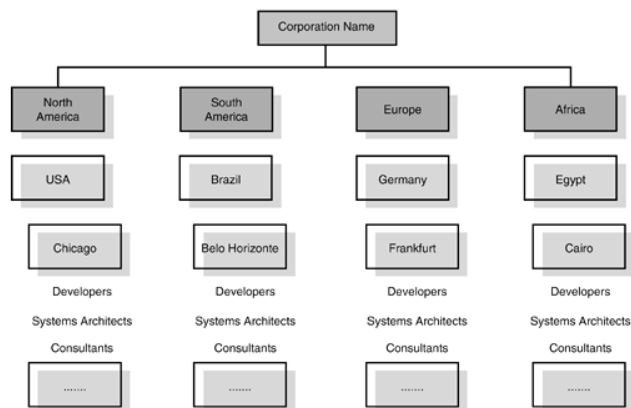 Corporation Name
North
America
South
America
Europe
Africa
USA
Brazil
Germany
Egypt
Chicago
Belo Horizonte
Frankfurt
Cairo
Developers
Developers
Developers
Developers
Systems Architects
Systems Architects
Systems Architects
Systems Architects
Consultants
Consultants
Consultants
Consultants
.......
.......
.......
.......